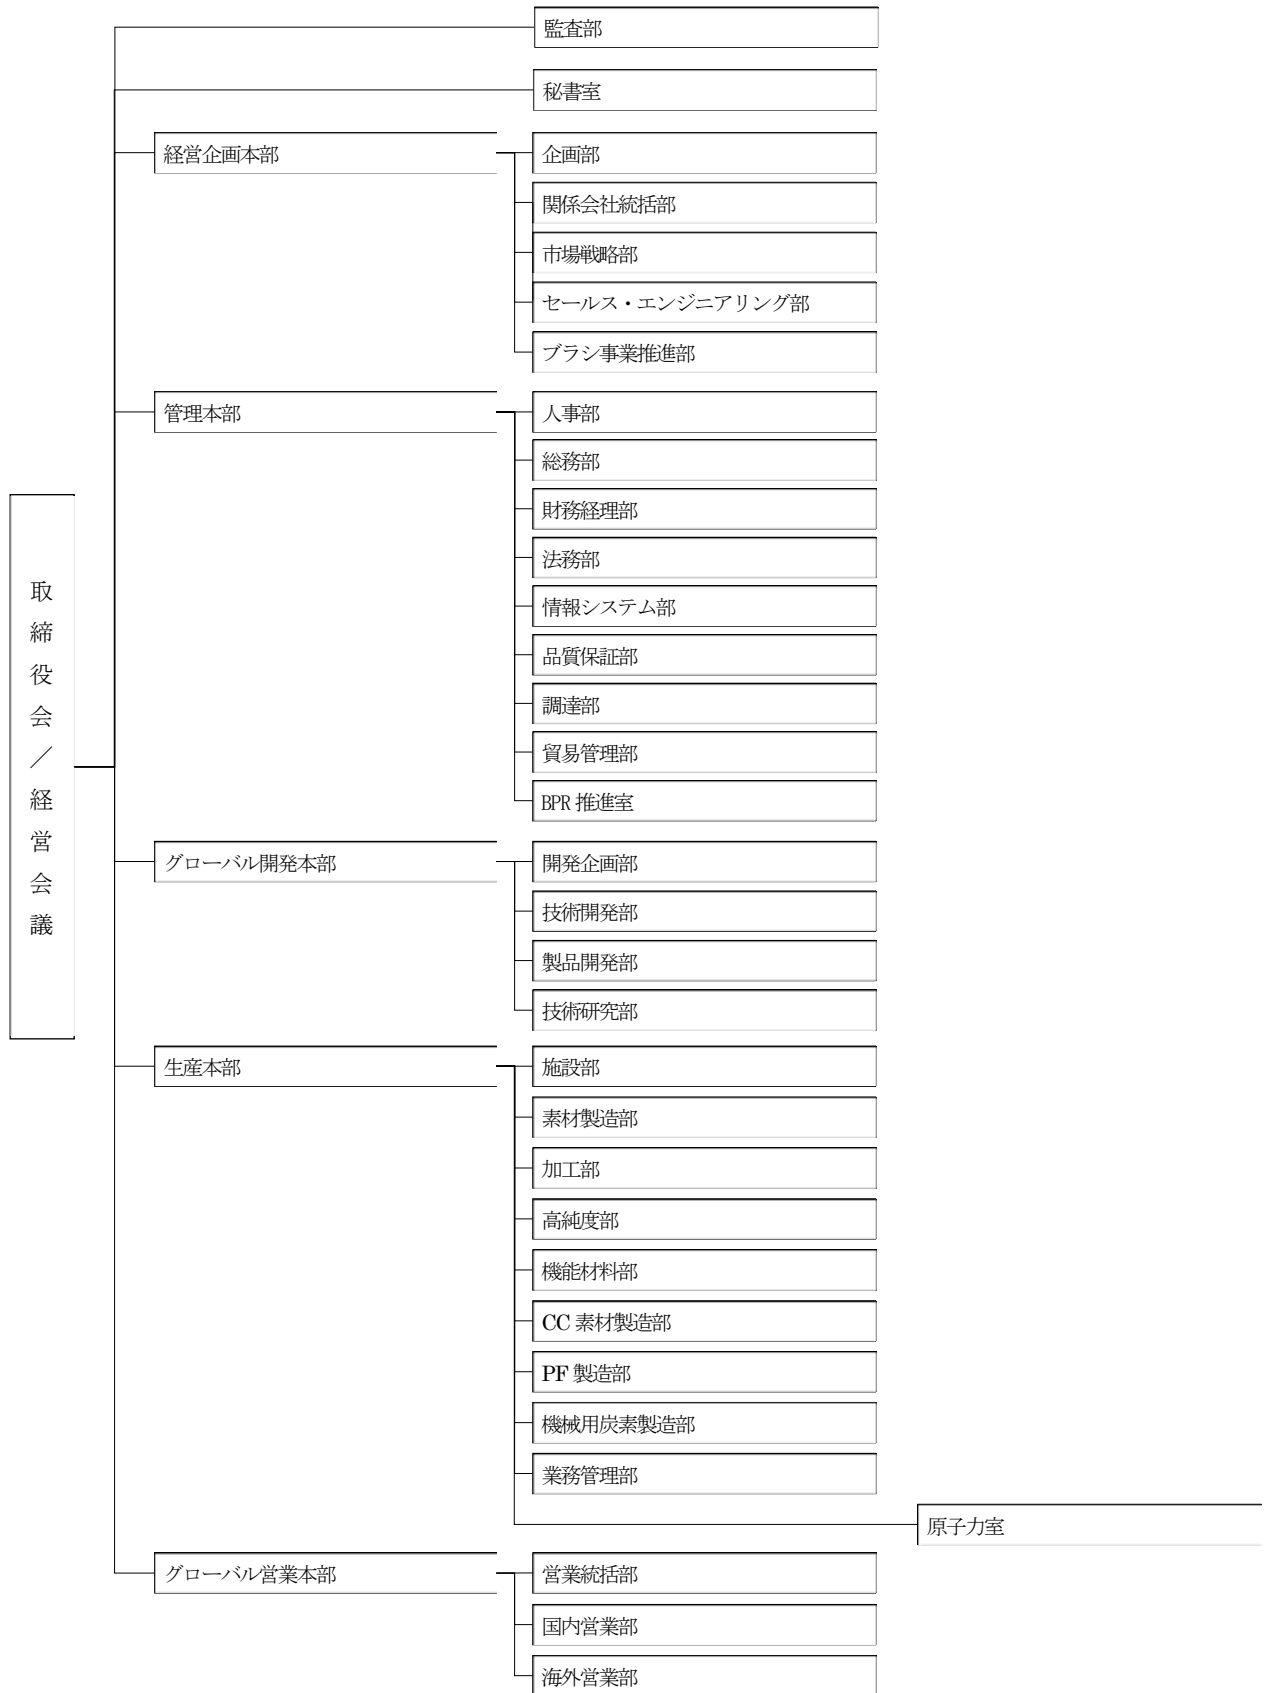 監査部
秘書室
経営企画本部
企画部
関係会社統括部
市場戦略部
セールス・エンジニアリング部
ブラシ事業推進部
管理本部
人事部
総務部
財務経理部
法務部
情報システム部
品質保証部
調達部
貿易管理部
BPR 推進室
取締役会／経営会議
グローバル開発本部
開発企画部
技術開発部
製品開発部
技術研究部
生産本部
施設部
素材製造部
加工部
高純度部
機能材料部
CC 素材製造部
PF 製造部
機械用炭素製造部
業務管理部
原子力室
グローバル営業本部
営業統括部
国内営業部
海外営業部